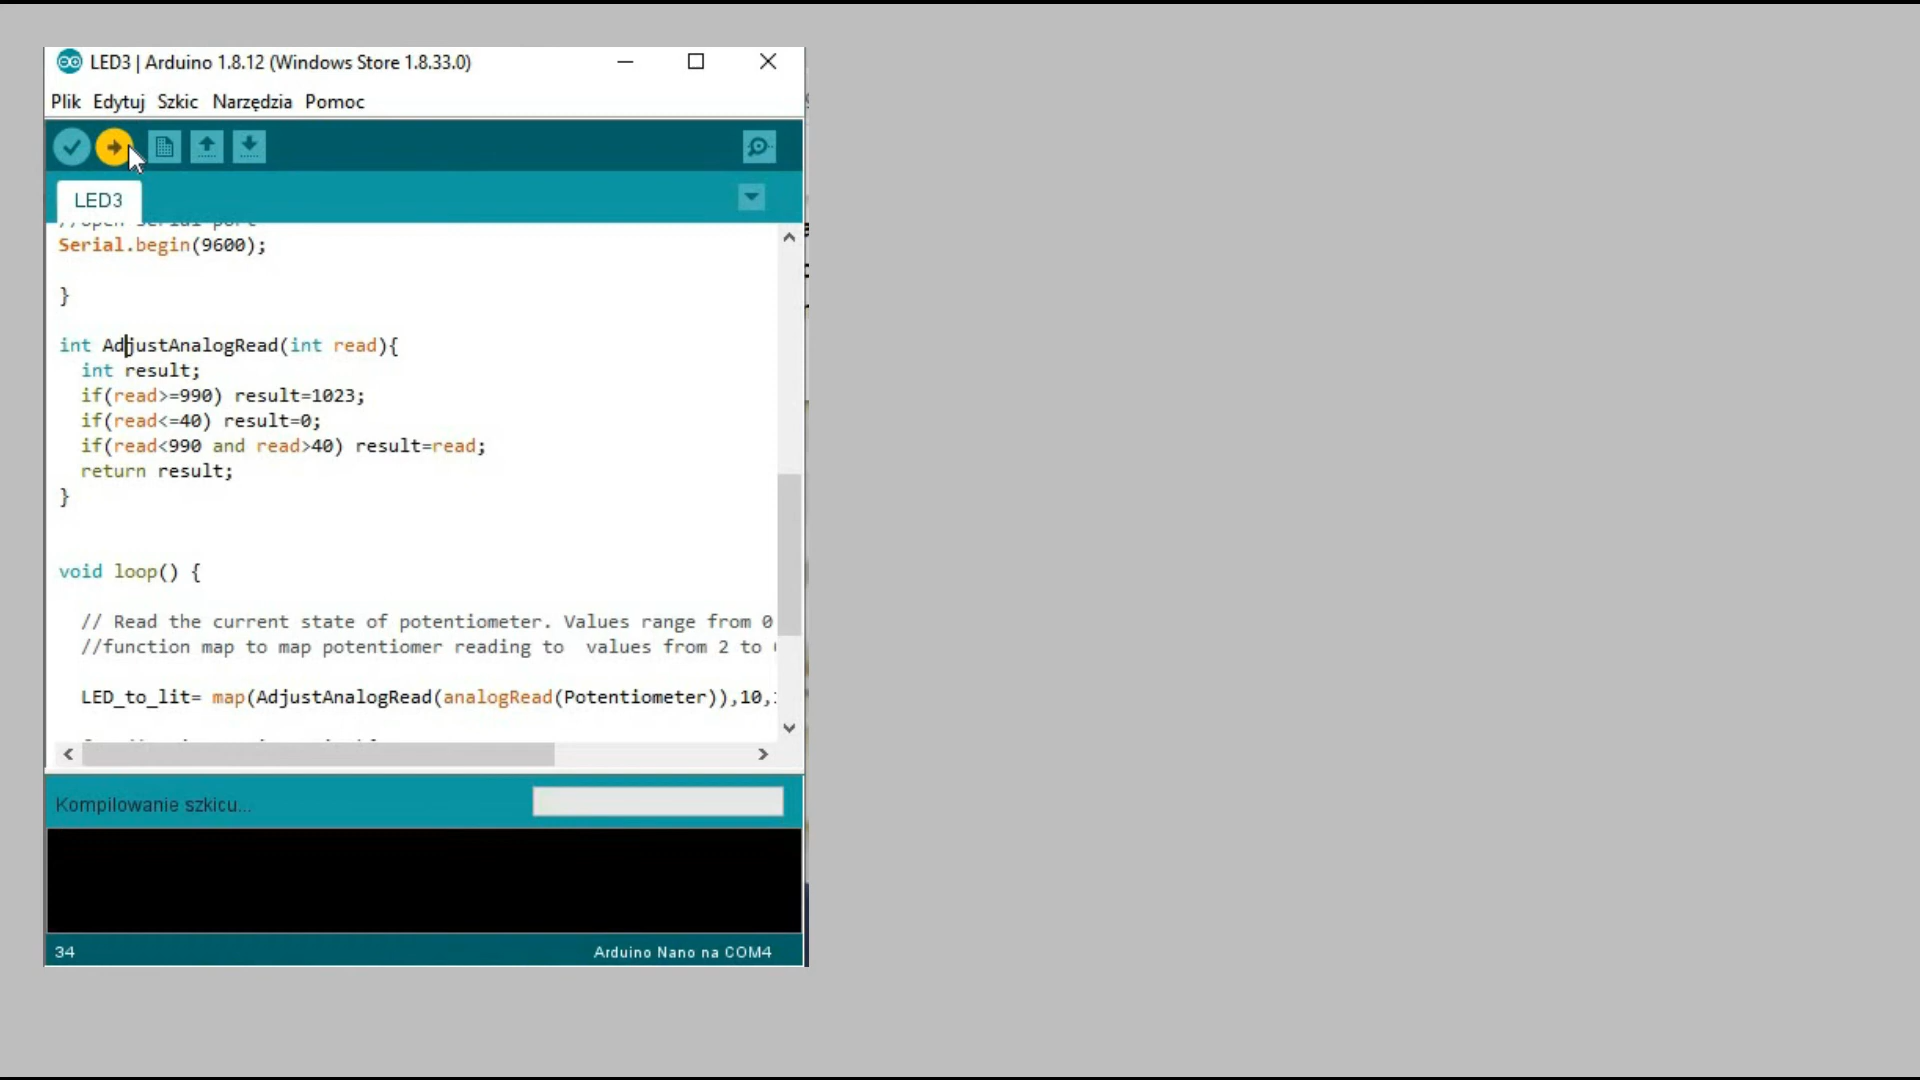 LED3 | Arduino 1.8.12 (Windows Store 1.8.33.0)
Plik Edytuj Szkic Narzędzia Pomoc
LED3
//open serial port
Serial.begin(9600);
}
int AdjustAnalogRead(int read){
int result;
if(read>=990) result=1023;
if(read<=40) result=0;
if(read<990 and read>40) result=read;
return result;
}
void loop() {
// Read the current state of potentiometer. Values range from 0
//function map to map potentiomer reading to  values from 2 to
LED_to_lit= map(AdjustAnalogRead(analogRead(Potentiometer)),10,
Kompilowanie szkicu...
34
Arduino Nano na COM4